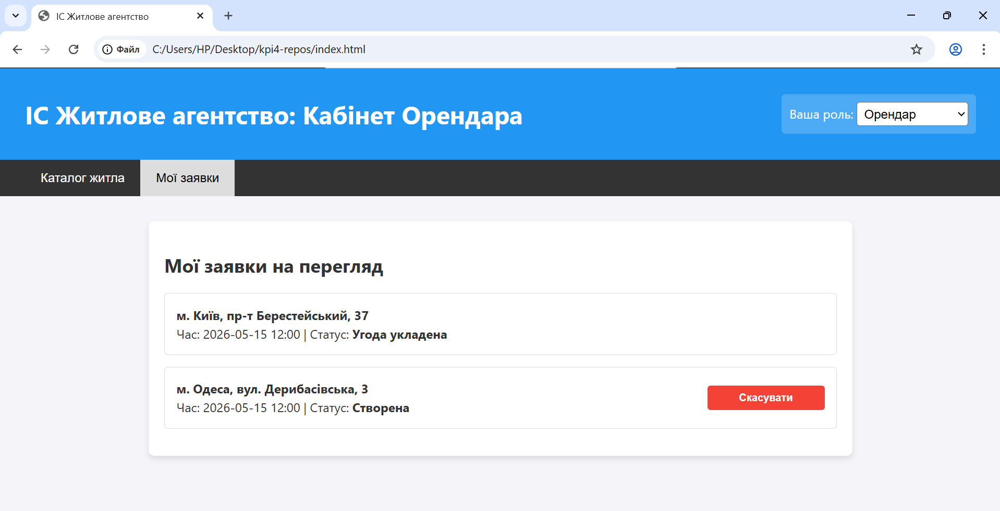 ІС Житлове агентство
Файл C:/Users/HP/Desktop/kpi4-repos/index.html
ІС Житлове агентство: Кабінет Орендара
Ваша роль: Орендар
Каталог житла Мої заявки
Мої заявки на перегляд
м. Київ, пр-т Берестейський, 37
Час: 2026-05-15 12:00 | Статус: Угода укладена
м. Одеса, вул. Дерибасівська, 3
Час: 2026-05-15 12:00 | Статус: Створена
Скасувати